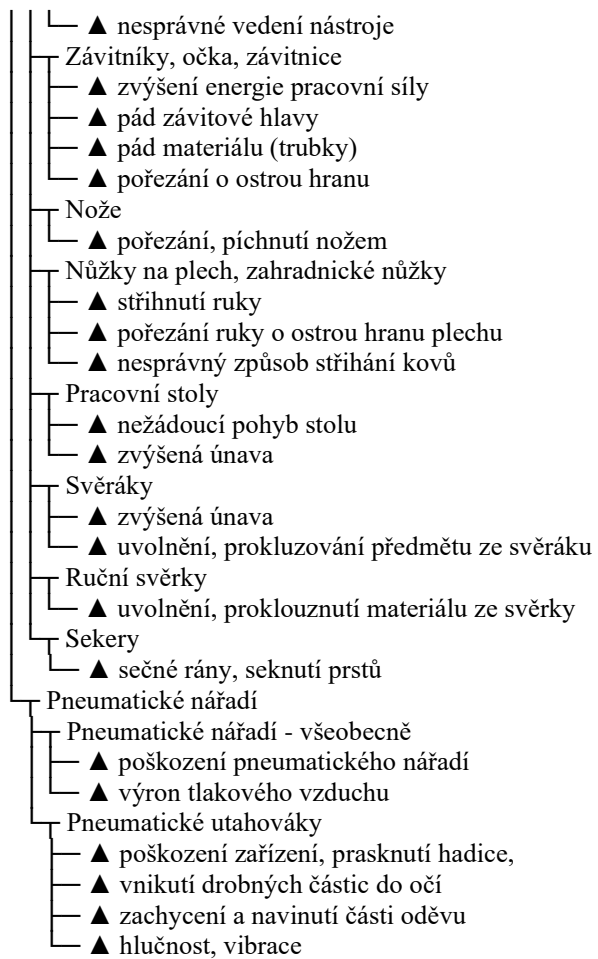 ▲ nesprávné vedení nástroje
Závitníky, očka, závitnice
▲ zvýšení energie pracovní síly
▲ pád závitové hlavy
▲ pád materiálu (trubky)
▲ pořezání o ostrou hranu
Nože
▲ pořezání, píchnutí nožem
Nůžky na plech, zahradnické nůžky
▲ střihnutí ruky
▲ pořezání ruky o ostrou hranu plechu
▲ nesprávný způsob stříhání kovů
Pracovní stoly
▲ nežádoucí pohyb stolu
▲ zvýšená únava
Svěráky
▲ zvýšená únava
▲ uvolnění, prokluzování předmětu ze svěráku
Ruční svěrky
▲ uvolnění, proklouznutí materiálu ze svěrky
Sekery
▲ sečné rány, seknutí prstů
Pneumatické nářadí
Pneumatické nářadí - všeobecně
▲ poškození pneumatického nářadí
▲ výron tlakového vzduchu
Pneumatické utahováky
▲ poškození zařízení, prasknutí hadice,
▲ vnikutí drobných částic do očí
▲ zachycení a navinutí části oděvu
▲ hlučnost, vibrace